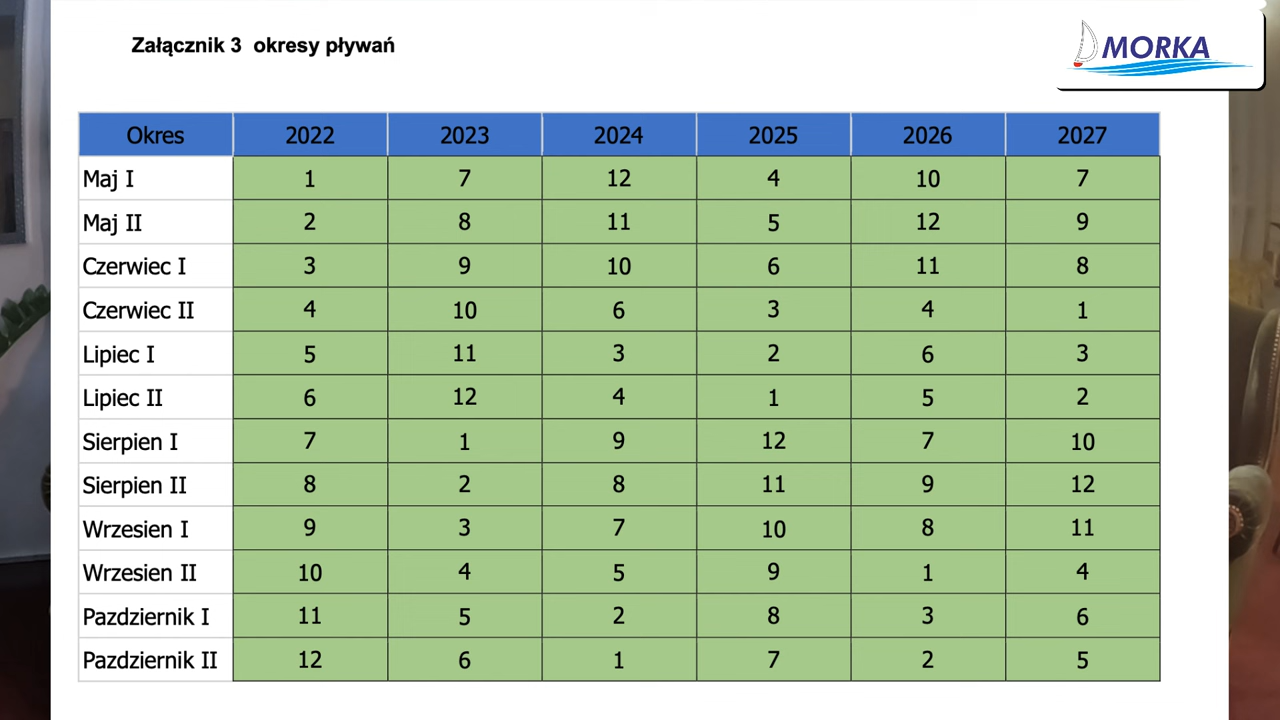 Załącznik 3 okresy pływań
MORKA
Okres 2022 2023 2024 2025 2026 2027
Maj I 1 7 12 4 10 7
Maj II 2 8 11 5 12 9
Czerwiec I 3 9 10 6 11 8
Czerwiec II 4 10 6 3 4 1
Lipiec I 5 11 3 2 6 3
Lipiec II 6 12 4 1 5 2
Sierpien I 7 1 9 12 7 10
Sierpien II 8 2 8 11 9 12
Wrzesien I 9 3 7 10 8 11
Wrzesien II 10 4 5 9 1 4
Pazdziernik I 11 5 2 8 3 6
Pazdziernik II 12 6 1 7 2 5